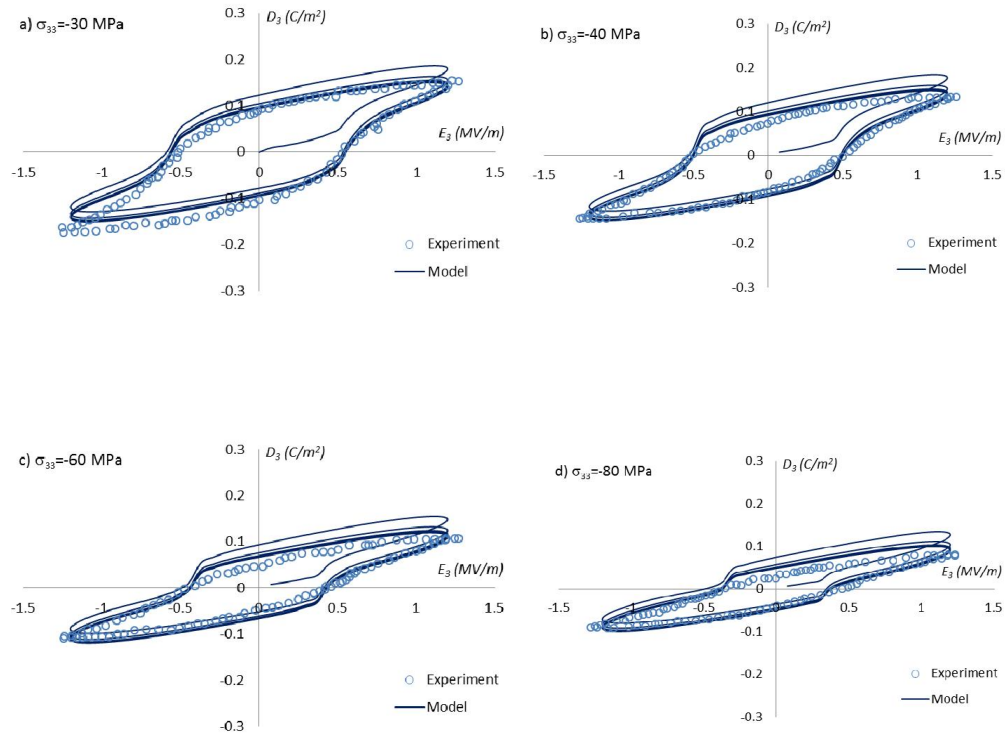 a) σ33=-30 MPa
D3 (C/m²)
0.3
0.2
0.1
E3 (MV/m)
-1.5
-1
-0.5
0
0.5
1
1.5
-0.1
-0.2
-0.3
Experiment
Model
b) σ33=-40 MPa
D3 (C/m²)
0.3
0.2
0.1
E3 (MV/m)
-1.5
-1
-0.5
0
0.5
1
1.5
0.1
-0.2
-0.3
Experiment
Model
c) σ33=-60 MPa
D3 (C/m²)
0.3
0.2
0.1
E3 (MV/m)
-1.5
-1
-0.5
0
0.5
1
1.5
-0.1
-0.2
-0.3
Experiment
Model
d) σ33=-80 MPa
D3 (C/m²)
0.3
0.2
0.1
E3 (MV/m)
-1.5
-1
-0.5
0
0.5
1
1.5
-0.1
-0.2
-0.3
Experiment
Model